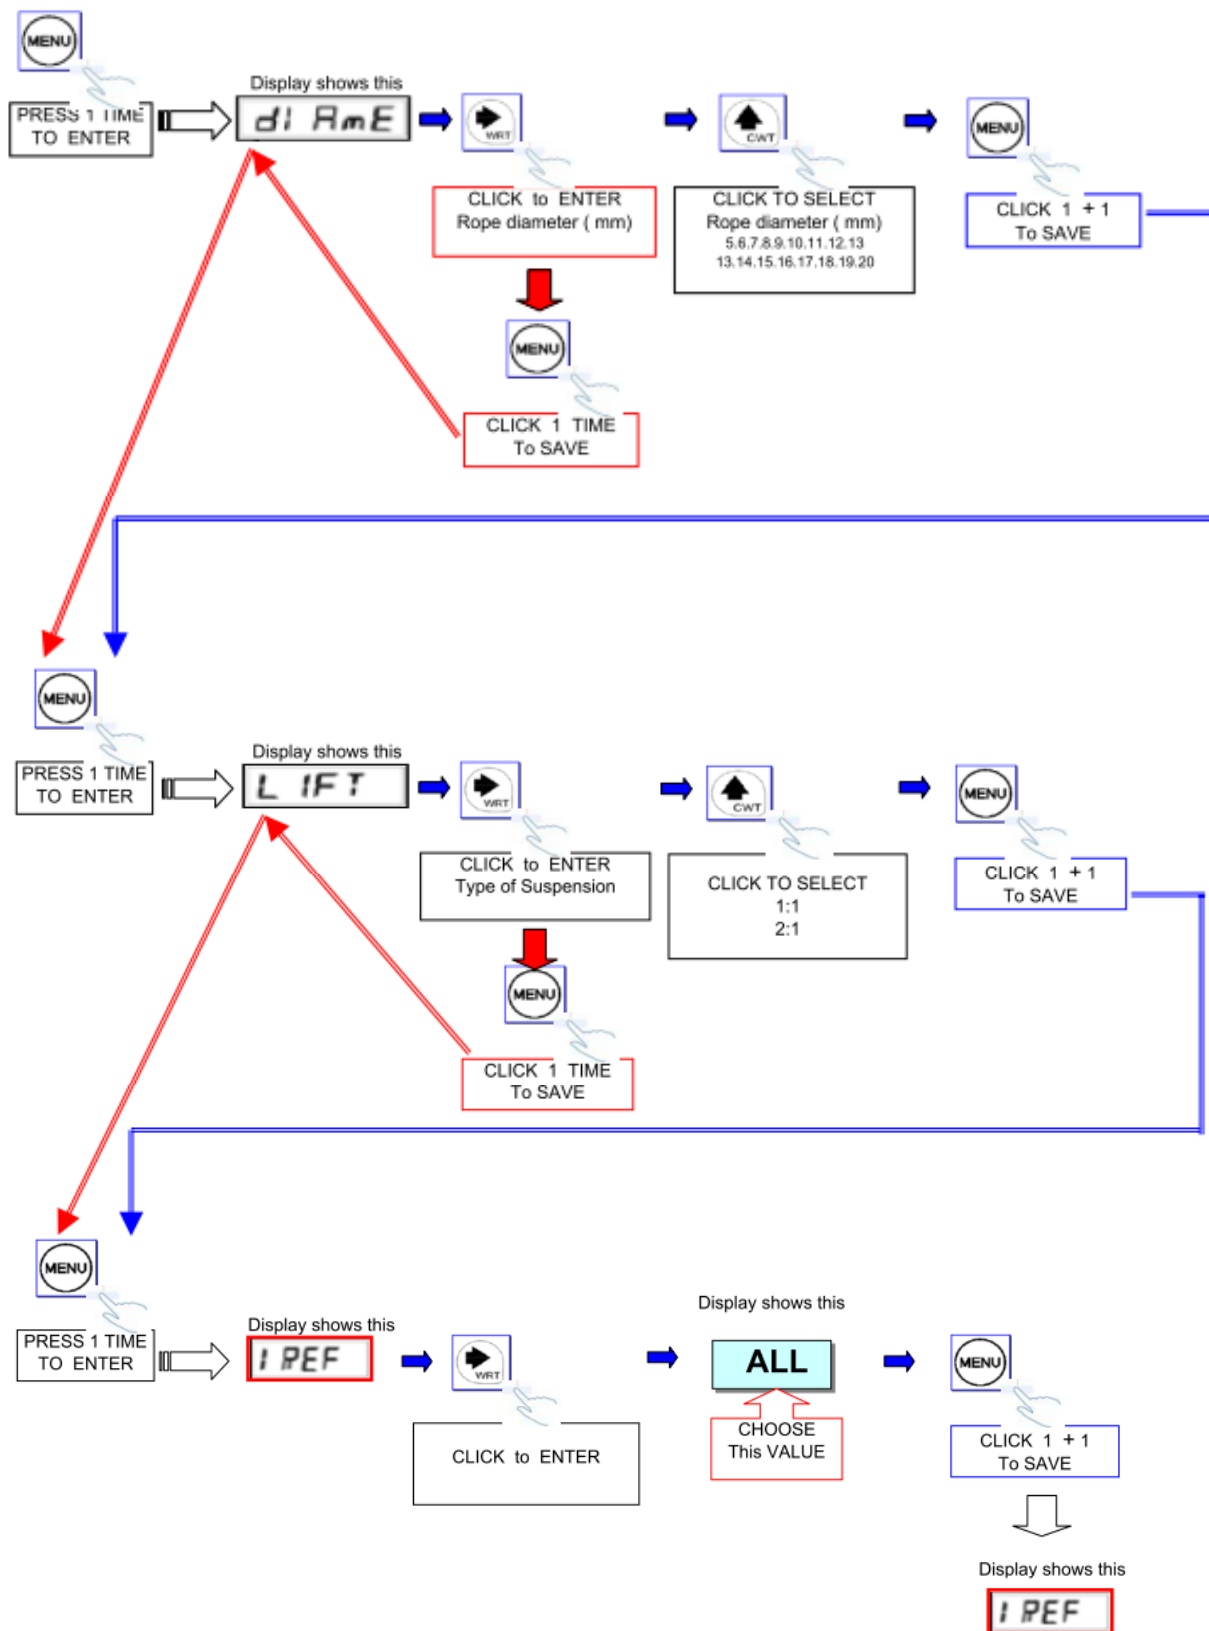 MENU
PRESS 1 TIME
TO ENTER
Display shows this
dI AmE
WRT
CLICK to ENTER
Rope diameter ( mm)
CWT
CLICK TO SELECT
Rope diameter ( mm)
5.6.7.8.9.10.11.12.13
13.14.15.16.17.18.19.20
MENU
CLICK 1 + 1
To SAVE
MENU
CLICK 1 TIME
To SAVE
MENU
PRESS 1 TIME
TO ENTER
Display shows this
L IFT
WRT
CLICK to ENTER
Type of Suspension
CWT
CLICK TO SELECT
1:1
2:1
MENU
CLICK 1 + 1
To SAVE
MENU
CLICK 1 TIME
To SAVE
MENU
PRESS 1 TIME
TO ENTER
Display shows this
I REF
WRT
CLICK to ENTER
Display shows this
ALL
CHOOSE
This VALUE
MENU
CLICK 1 + 1
To SAVE
Display shows this
I REF